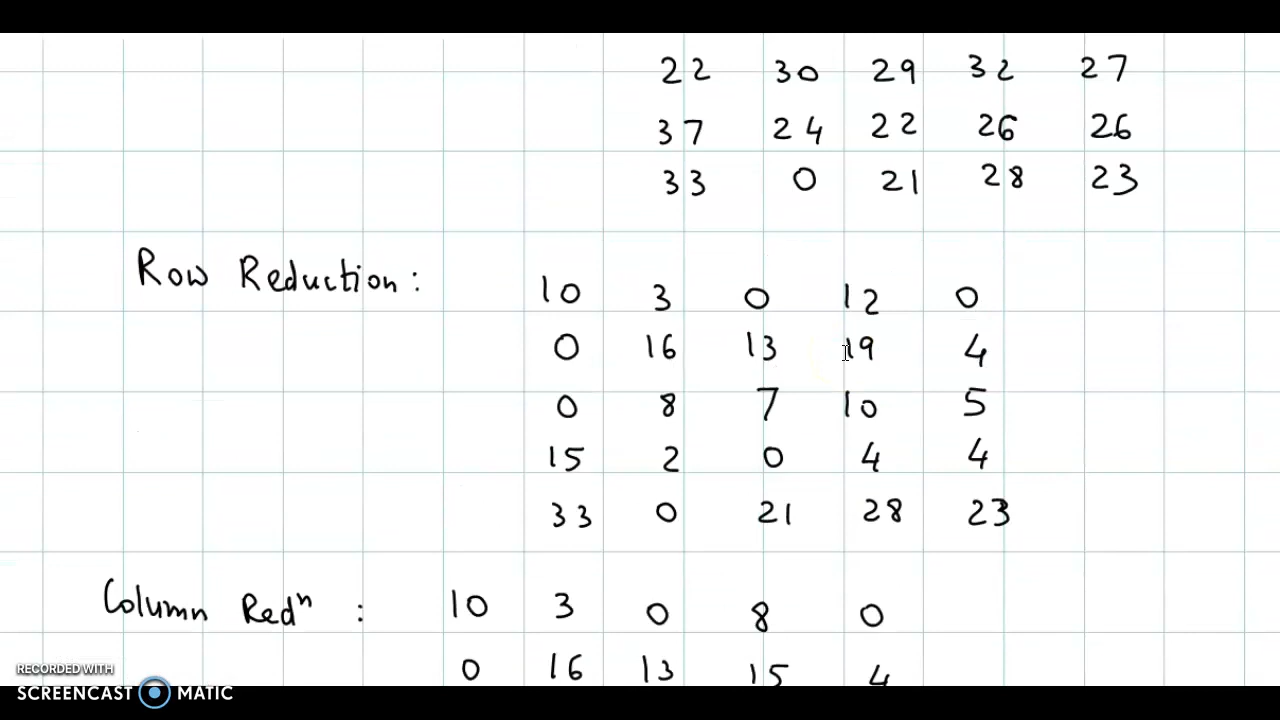 22 30 29 32 27
37 24 22 26 26
33 0 21 28 23
Row Reduction: 10 3 0 12 0
0 16 13 19 4
0 8 7 10 5
15 2 0 4 4
33 0 21 28 23
Column Redⁿ : 10 3 0 8 0
0 16 13 15 4
RECORDED WITH
SCREENCAST MATIC